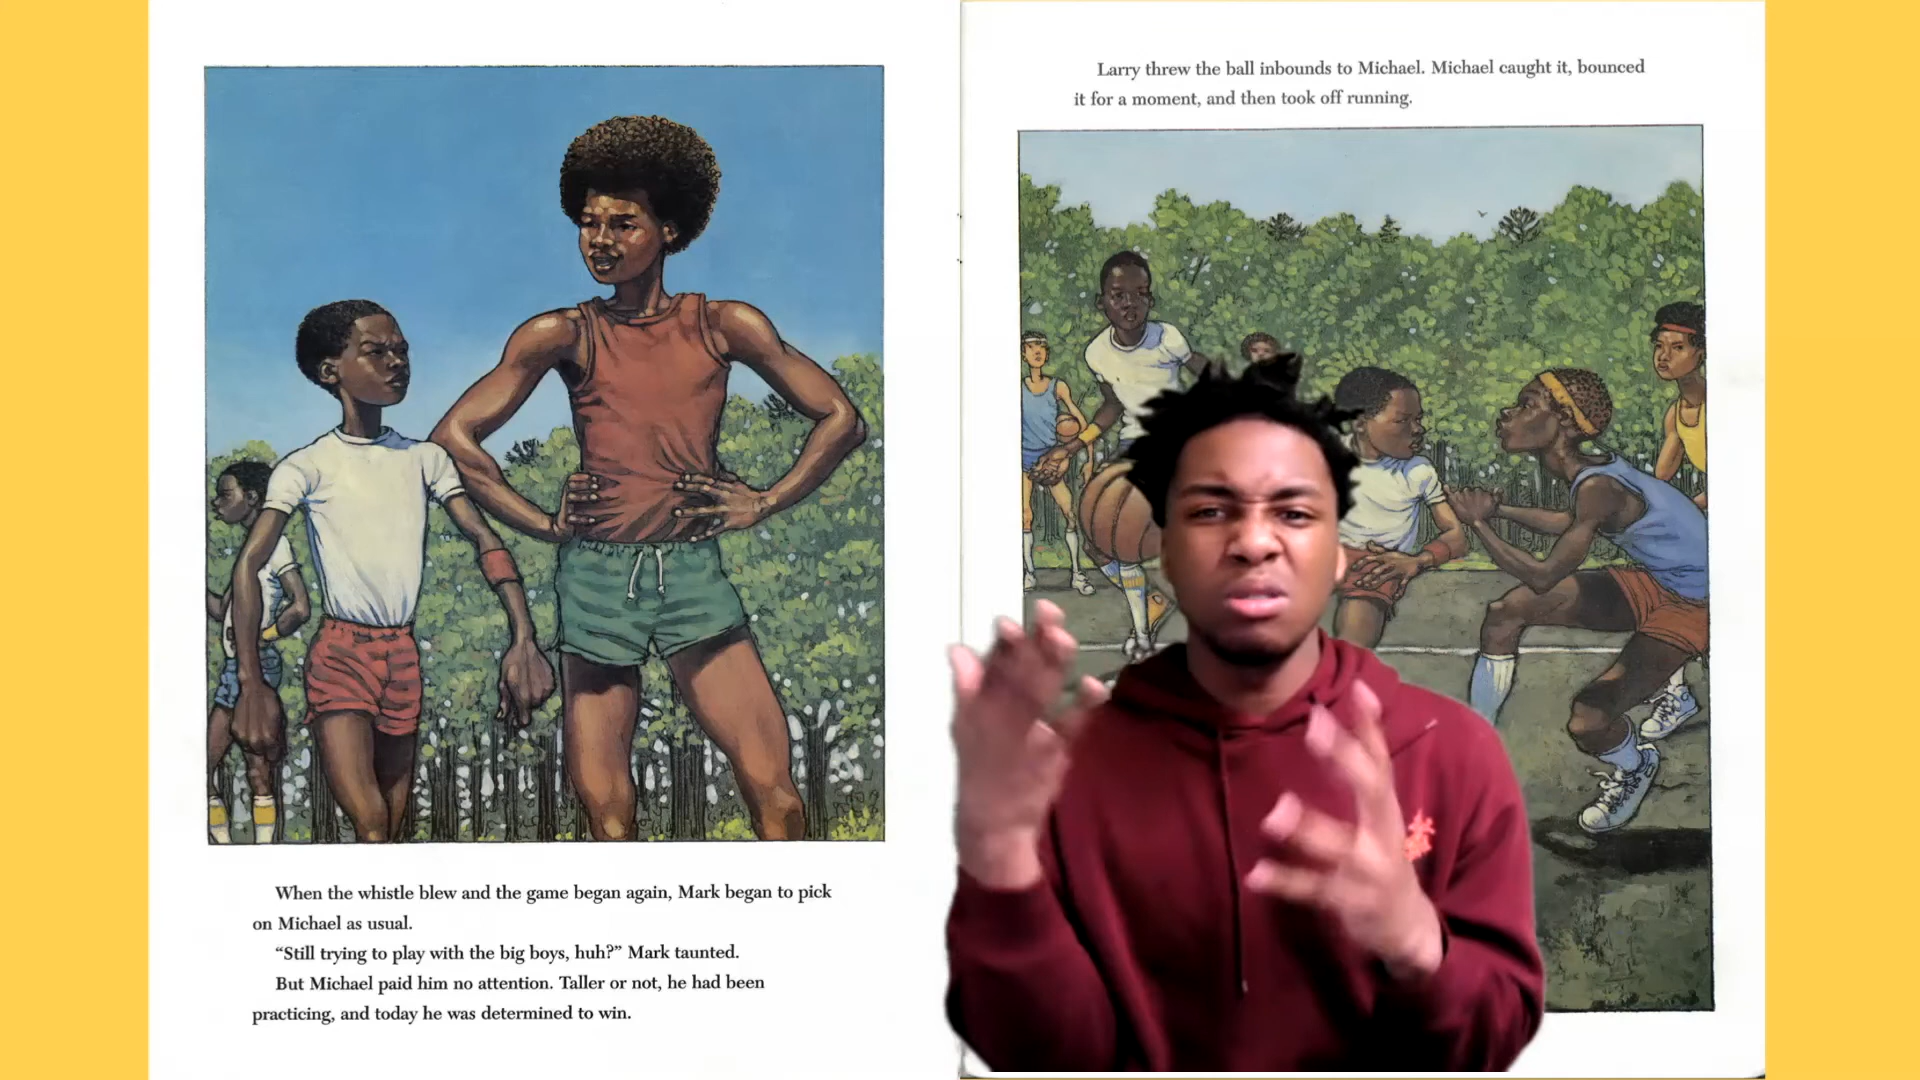 When the whistle blew and the game began again, Mark began to pick
on Michael as usual.
“Still trying to play with the big boys, huh?” Mark taunted.
But Michael paid him no attention. Taller or not, he had been
practicing, and today he was determined to win.
Larry threw the ball inbounds to Michael. Michael caught it, bounced
it for a moment, and then took off running.